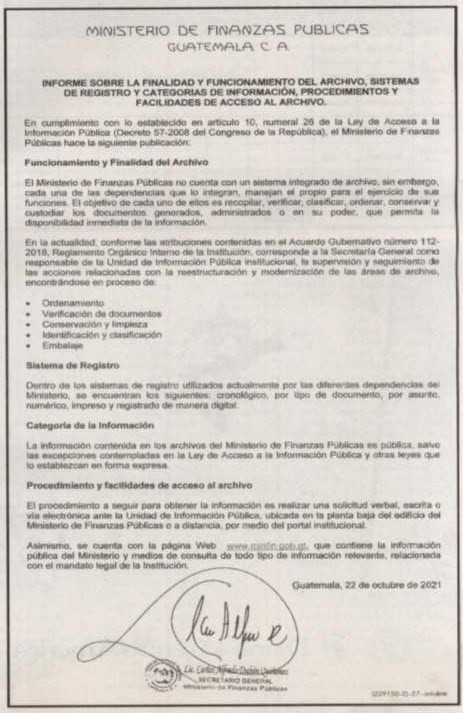 MINISTERIO DE FINANZAS PUBLICAS
GUATEMALA C. A.
INFORME SOBRE LA FINALIDAD Y FUNCIONAMIENTO DEL ARCHIVO, SISTEMAS
DE REGISTRO Y CATEGORIAS DE INFORMACIÓN, PROCEDIMIENTOS Y
FACILIDADES DE ACCESO AL ARCHIVO.
En cumplimiento con lo establecido en artículo 10, numeral 26 de la Ley de Acceso a la
Información Pública (Decreto 57-2008 del Congreso de la República), el Ministerio de Finanzas
Públicas hace la siguiente publicación:
Funcionamiento y Finalidad del Archivo
El Ministerio de Finanzas Públicas no cuenta con un sistema integrado de archivo, sin embargo,
cada una de las dependencias que lo integran, manejan el propio para el ejercicio de sus
funciones. El objetivo de cada uno de ellos es recopilar, verificar, clasificar, ordenar, conservar y
custodiar los documentos generados, administrados o en su poder, que permita la
disponibilidad inmediata de la información.
En la actualidad, conforme las atribuciones contenidas en el Acuerdo Gubernativo número 112-
2018, Reglamento Orgánico Interno de la Institución, corresponde a la Secretaría General como
responsable de la Unidad de Información Pública institucional, la supervisión y seguimiento de
las acciones relacionadas con la reestructuración y modernización de las áreas de archivo,
encontrándose en proceso de:
• Ordenamiento
• Verificación de documentos
• Conservación y limpieza
• Identificación y clasificación
• Embalaje
Sistema de Registro
Dentro de los sistemas de registro utilizados actualmente por las diferentes dependencias del
Ministerio, se encuentran los siguientes: cronológico, por tipo de documento, por asunto,
numérico, impreso y registrado de manera digital.
Categoría de la Información
La información contenida en los archivos del Ministerio de Finanzas Públicas es pública, salvo
las excepciones contempladas en la Ley de Acceso a la Información Pública y otras leyes que
lo establezcan en forma expresa.
Procedimiento y facilidades de acceso al archivo
El procedimiento a seguir para obtener la información es realizar una solicitud verbal, escrita o
vía electrónica ante la Unidad de Información Pública, ubicada en la planta baja del edificio del
Ministerio de Finanzas Públicas o a distancia, por medio del portal institucional.
Asimismo, se cuenta con la página Web www.minfin.gob.gt, que contiene la información
pública del Ministerio y medios de consulta de todo tipo de información relevante, relacionada
con el mandato legal de la Institución.
Guatemala, 22 de octubre de 2021
Lic. Carlos Alfredo
SECRETARIO GENERAL
Ministerio de Finanzas Públicas
(229150-2)-27-octubre